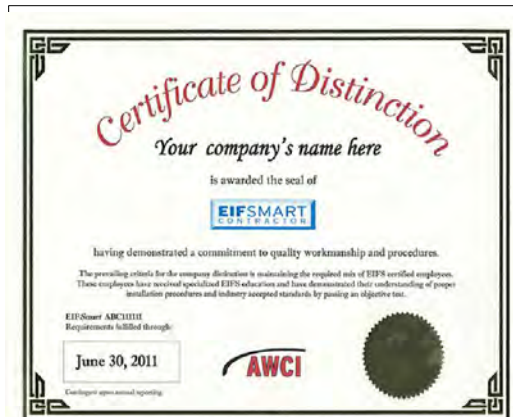 Certificate of Distinction
Your company's name here
is awarded the seal of
EIFSMART
CONTRACTOR
having demonstrated a commitment to quality workmanship and procedures.
The prevailing criteria for the company distinction is maintaining the required mix of EIFS certified employees.
These employees have received specialized EIFS education and have demonstrated their understanding of proper
installation procedures and industry accepted standards by passing an objective test.
EIFSmart
Requirements fulfilled through:
June 30, 2011
AWCI
Contingent upon annual reporting.